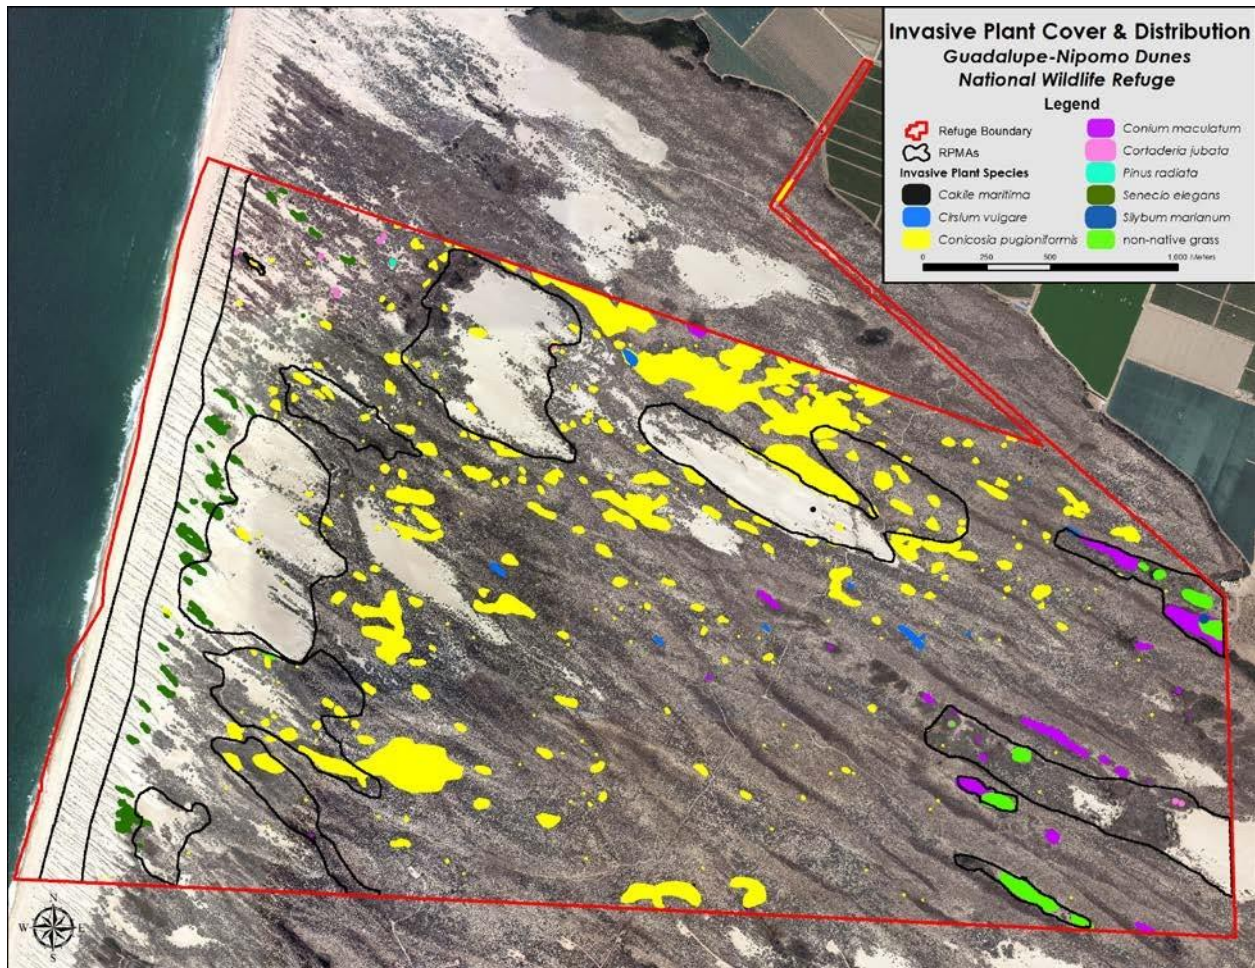 Invasive Plant Cover & Distribution
Guadalupe-Nipomo Dunes
National Wildlife Refuge
Legend
Refuge Boundary
RPMAs
Invasive Plant Species
Cakile maritima
Cirsium vulgare
Conicosia pugioniformis
Conium maculatum
Cortaderia jubata
Pinus radiata
Senecio elegans
Silybum marianum
non-native grass
0 250 500 1,000 Meters
N
W E
S